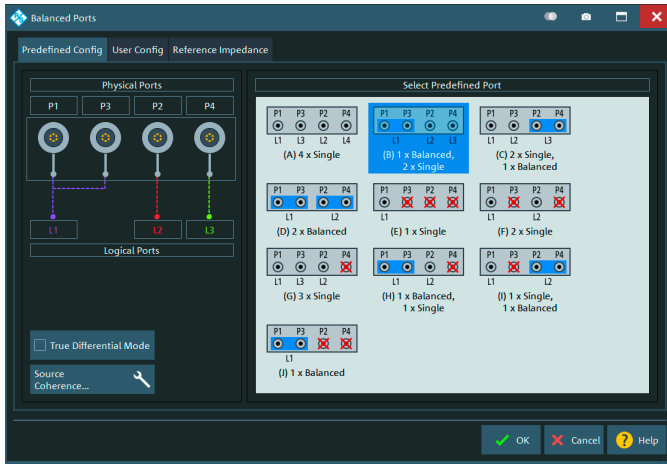 Balanced Ports
Predefined Config User Config Reference Impedance
Physical Ports
P1 P3 P2 P4
L1 L2 L3
Logical Ports
True Differential Mode
Source
Coherence...
Select Predefined Port
P1 P3 P2 P4
L1 L3 L2 L4
(A) 4 x Single
P1 P3 P2 P4
L1 L2 L3
(B) 1 x Balanced,
2 x Single
P1 P3 P2 P4
L1 L2 L3
(C) 2 x Single,
1 x Balanced
P1 P3 P2 P4
L1 L2
(D) 2 x Balanced
P1 P3 P2 P4
L1
(E) 1 x Single
P1 P3 P2 P4
L1 L2
(F) 2 x Single
P1 P3 P2 P4
L1 L3 L2
(G) 3 x Single
P1 P3 P2 P4
L1 L2
(H) 1 x Balanced,
1 x Single
P1 P3 P2 P4
L1 L2
(I) 1 x Single,
1 x Balanced
P1 P3 P2 P4
L1
(J) 1 x Balanced
OK Cancel ? Help